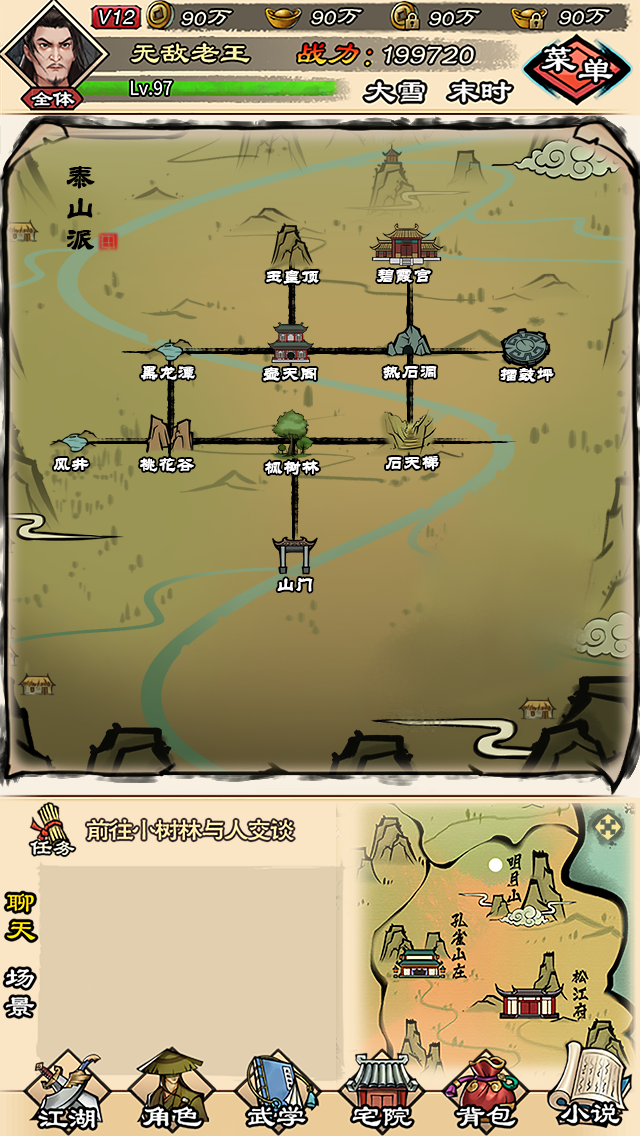 V12 90万 90万 90万 90万
无敌老王 战力：199720
菜单
全体 Lv.97 大雪 末时
泰山派
玉皇顶 碧霞宫
黑龙潭 壶天阁 热石洞 擂鼓坪
风井 桃花谷 枫树林 石天梯
山门
任务 前往小树林与人交谈
聊天
场景
明月山
孔雀山庄
松江府
江湖 角色 武学 宅院 背包 小说